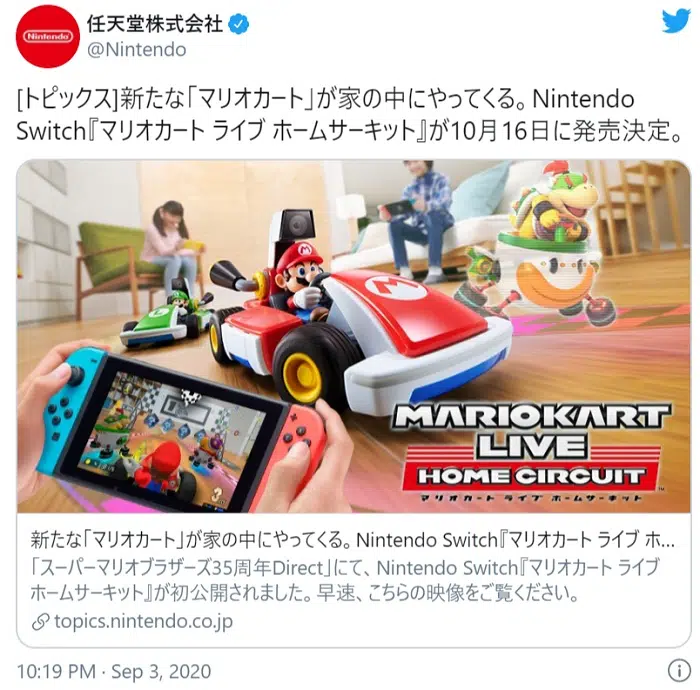 Nintendo
任天堂株式会社
@Nintendo
[トピックス]新たな「マリオカート」が家の中にやってくる。Nintendo
Switch『マリオカート ライブ ホームサーキット』が10月16日に発売決定。
M
M
MARIOKART
LIVE
HOME CIRCUIT
TM
マリオカート ライブ ホームサーキット
新たな「マリオカート」が家の中にやってくる。Nintendo Switch『マリオカート ライブ ホ...
「スーパーマリオブラザーズ35周年Direct」にて、Nintendo Switch『マリオカート ライブ
ホームサーキット』が初公開されました。早速、こちらの映像をご覧ください。
topics.nintendo.co.jp
10:19 PM · Sep 3, 2020